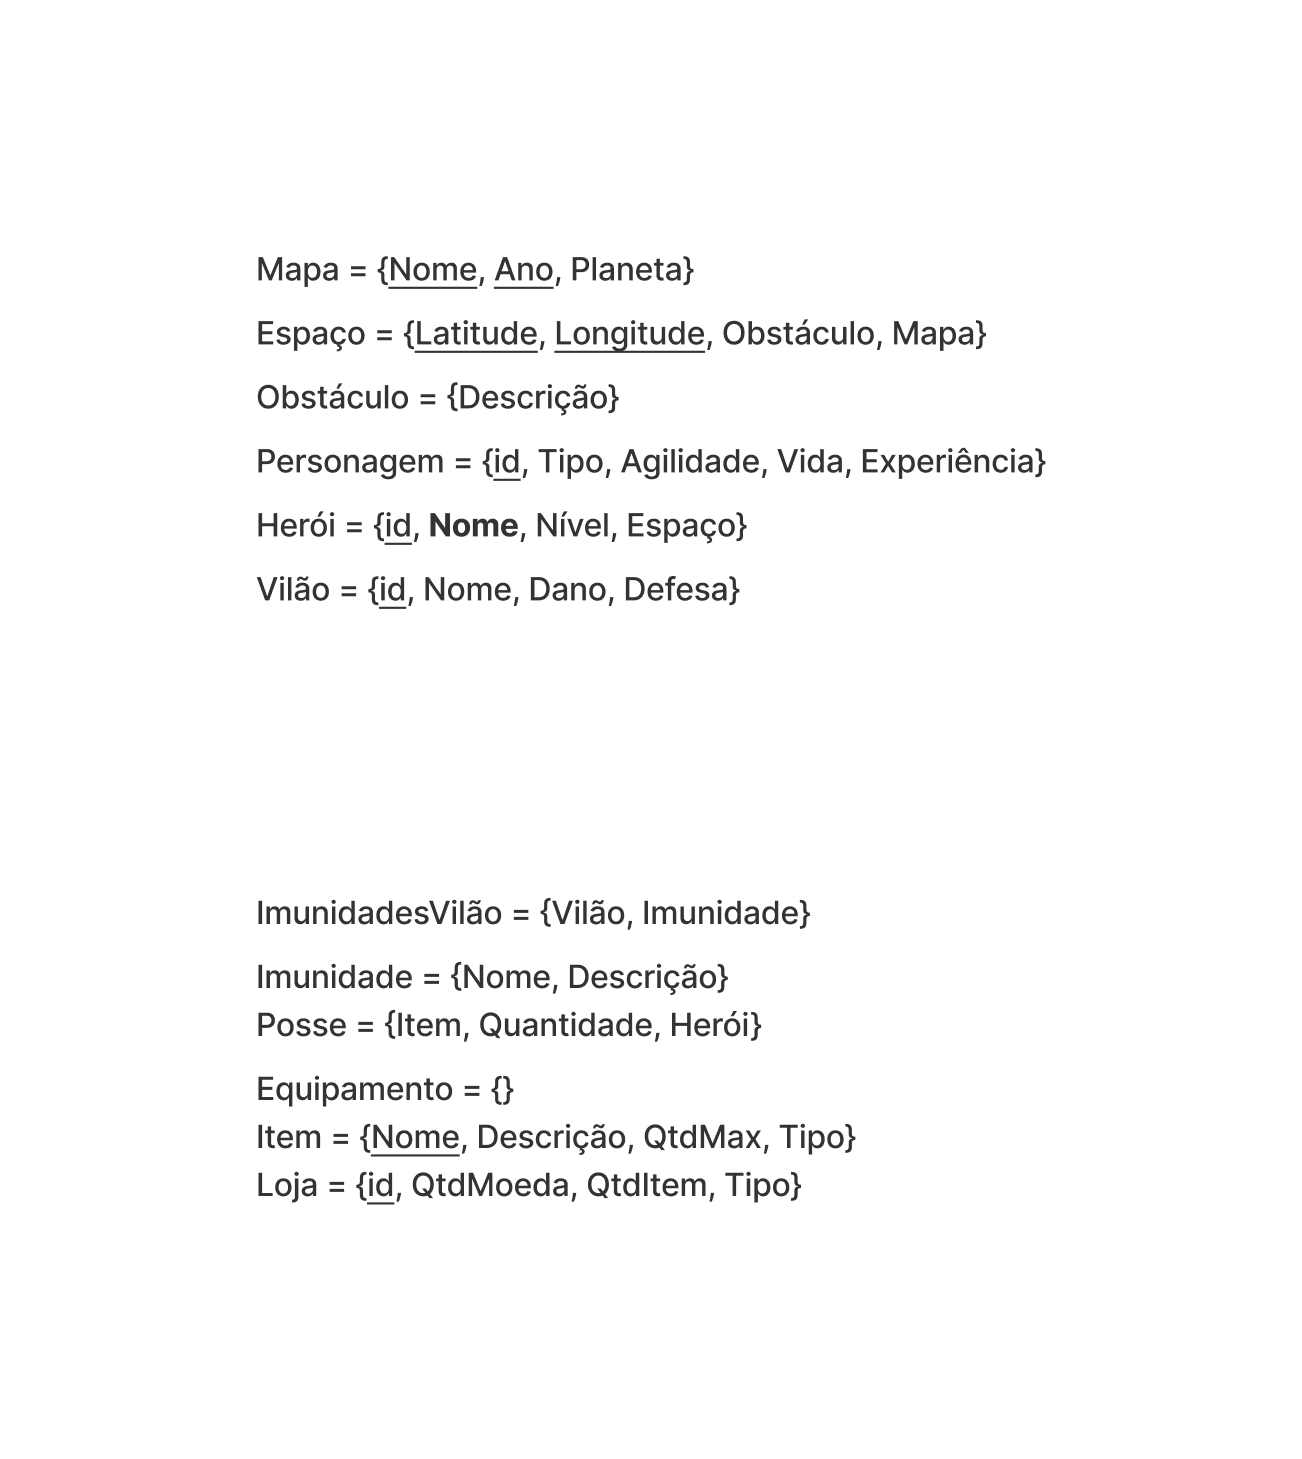 Mapa = {Nome, Ano, Planeta}
Espaço = {Latitude, Longitude, Obstáculo, Mapa}
Obstáculo = {Descrição}
Personagem = {id, Tipo, Agilidade, Vida, Experiência}
Herói = {id, Nome, Nível, Espaço}
Vilão = {id, Nome, Dano, Defesa}
ImunidadesVilão = {Vilão, Imunidade}
Imunidade = {Nome, Descrição}
Posse = {Item, Quantidade, Herói}
Equipamento = {}
Item = {Nome, Descrição, QtdMax, Tipo}
Loja = {id, QtdMoeda, QtdItem, Tipo}